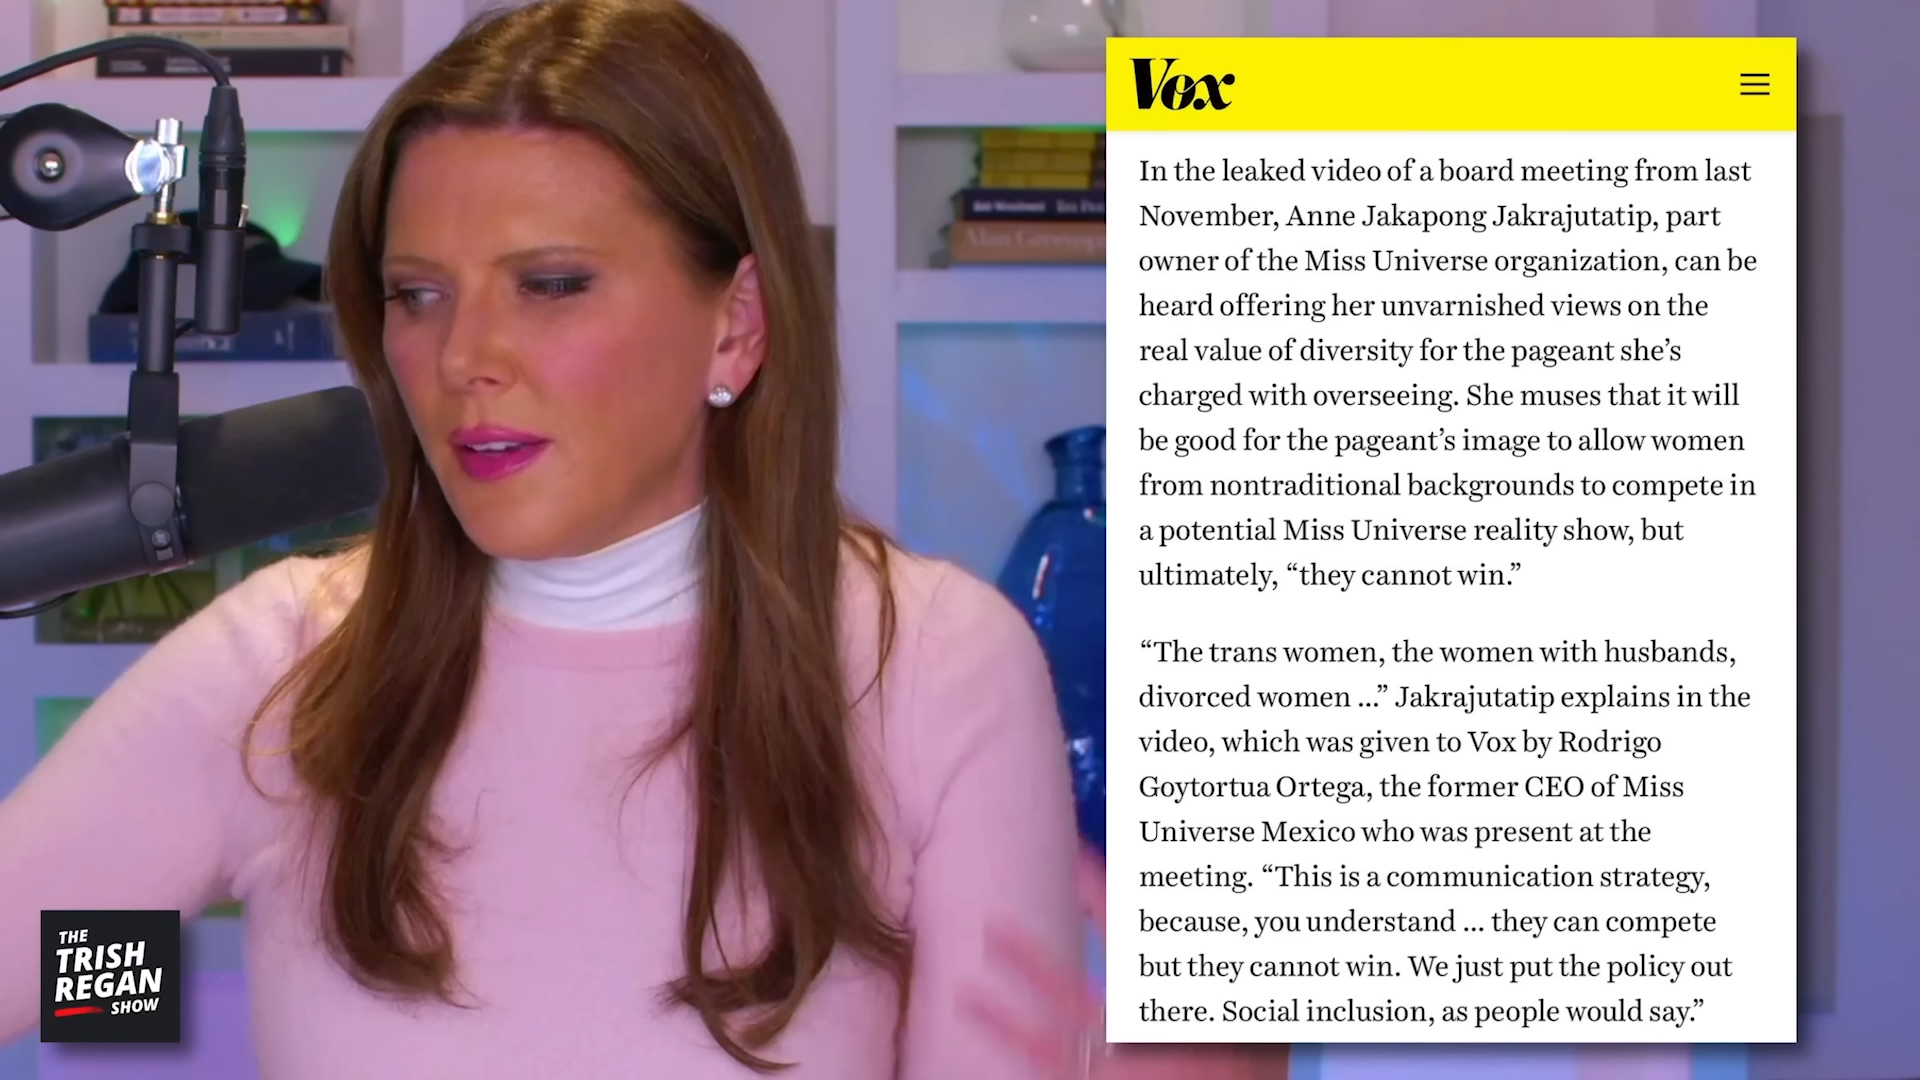 Vox
In the leaked video of a board meeting from last
November, Anne Jakapong Jakrajutatip, part
owner of the Miss Universe organization, can be
heard offering her unvarnished views on the
real value of diversity for the pageant she’s
charged with overseeing. She muses that it will
be good for the pageant’s image to allow women
from nontraditional backgrounds to compete in
a potential Miss Universe reality show, but
ultimately, “they cannot win.”
“The trans women, the women with husbands,
divorced women ...” Jakrajutatip explains in the
video, which was given to Vox by Rodrigo
Goytortua Ortega, the former CEO of Miss
Universe Mexico who was present at the
meeting. “This is a communication strategy,
because, you understand ... they can compete
but they cannot win. We just put the policy out
there. Social inclusion, as people would say.”
THE
TRISH
REGAN
SHOW